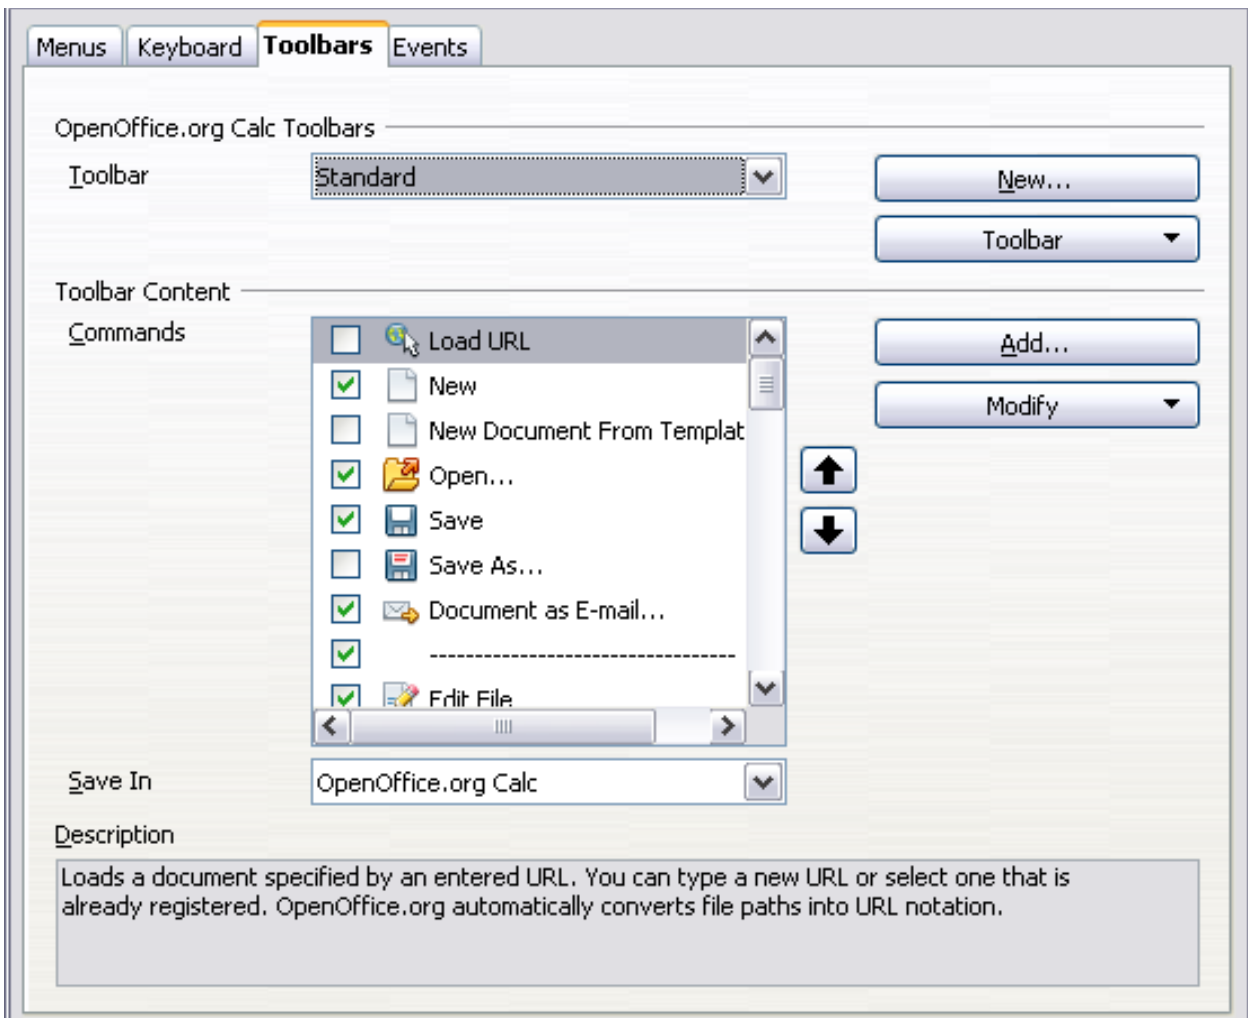 Menus Keyboard Toolbars Events
OpenOffice.org Calc Toolbars
Toolbar Standard New...
Toolbar
Toolbar Content
Commands Load URL Add...
New
Modify
New Document From Templat
Open...
Save
Save As...
Document as E-mail...
----------------------------------
Edit File
Save In OpenOffice.org Calc
Description
Loads a document specified by an entered URL. You can type a new URL or select one that is
already registered. OpenOffice.org automatically converts file paths into URL notation.